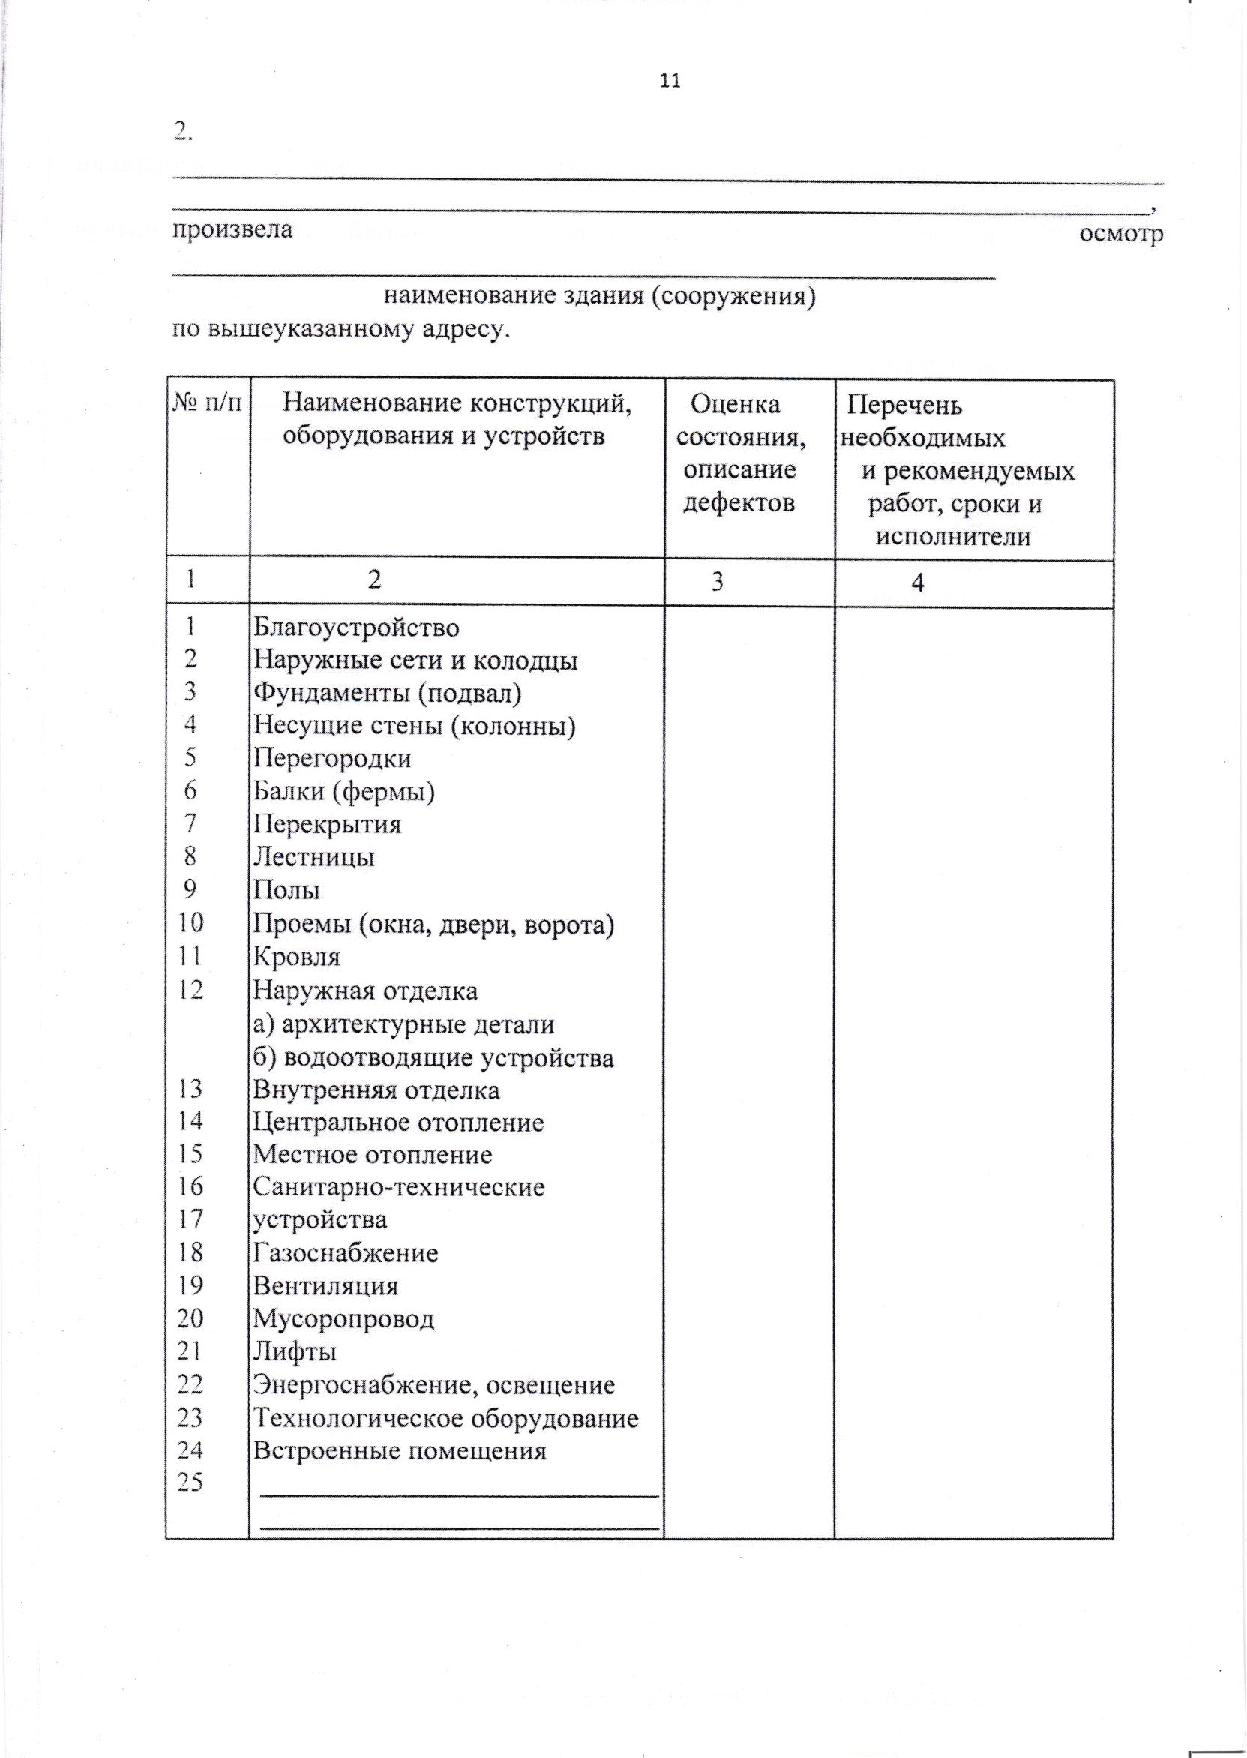 11
2.
,
произвела осмотр
наименование здания (сооружения)
по вышеуказанному адресу.
№ п/п Наименование конструкций, Оценка Перечень
оборудования и устройств состояния, необходимых
описание и рекомендуемых
дефектов работ, сроки и
исполнители
1 2 3 4
1 Благоустройство
2 Наружные сети и колодцы
3 Фундаменты (подвал)
4 Несущие стены (колонны)
5 Перегородки
6 Балки (фермы)
7 Перекрытия
8 Лестницы
9 Полы
10 Проемы (окна, двери, ворота)
11 Кровля
12 Наружная отделка
а) архитектурные детали
б) водоотводящие устройства
13 Внутренняя отделка
14 Центральное отопление
15 Местное отопление
16 Санитарно-технические
17 устройства
18 Газоснабжение
19 Вентиляция
20 Мусоропровод
21 Лифты
22 Энергоснабжение, освещение
23 Технологическое оборудование
24 Встроенные помещения
25